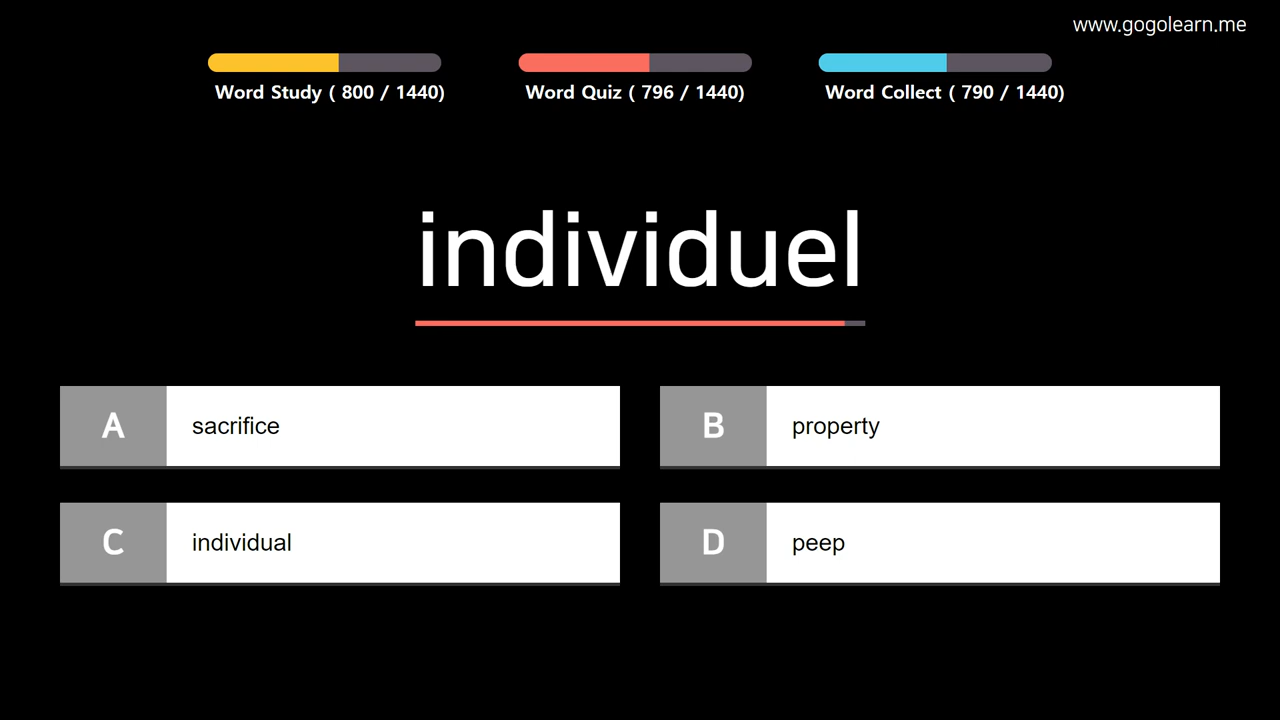 www.gogolearn.me
Word Study ( 800 / 1440)
Word Quiz ( 796 / 1440)
Word Collect ( 790 / 1440)
individuel
A sacrifice
B property
C individual
D peep